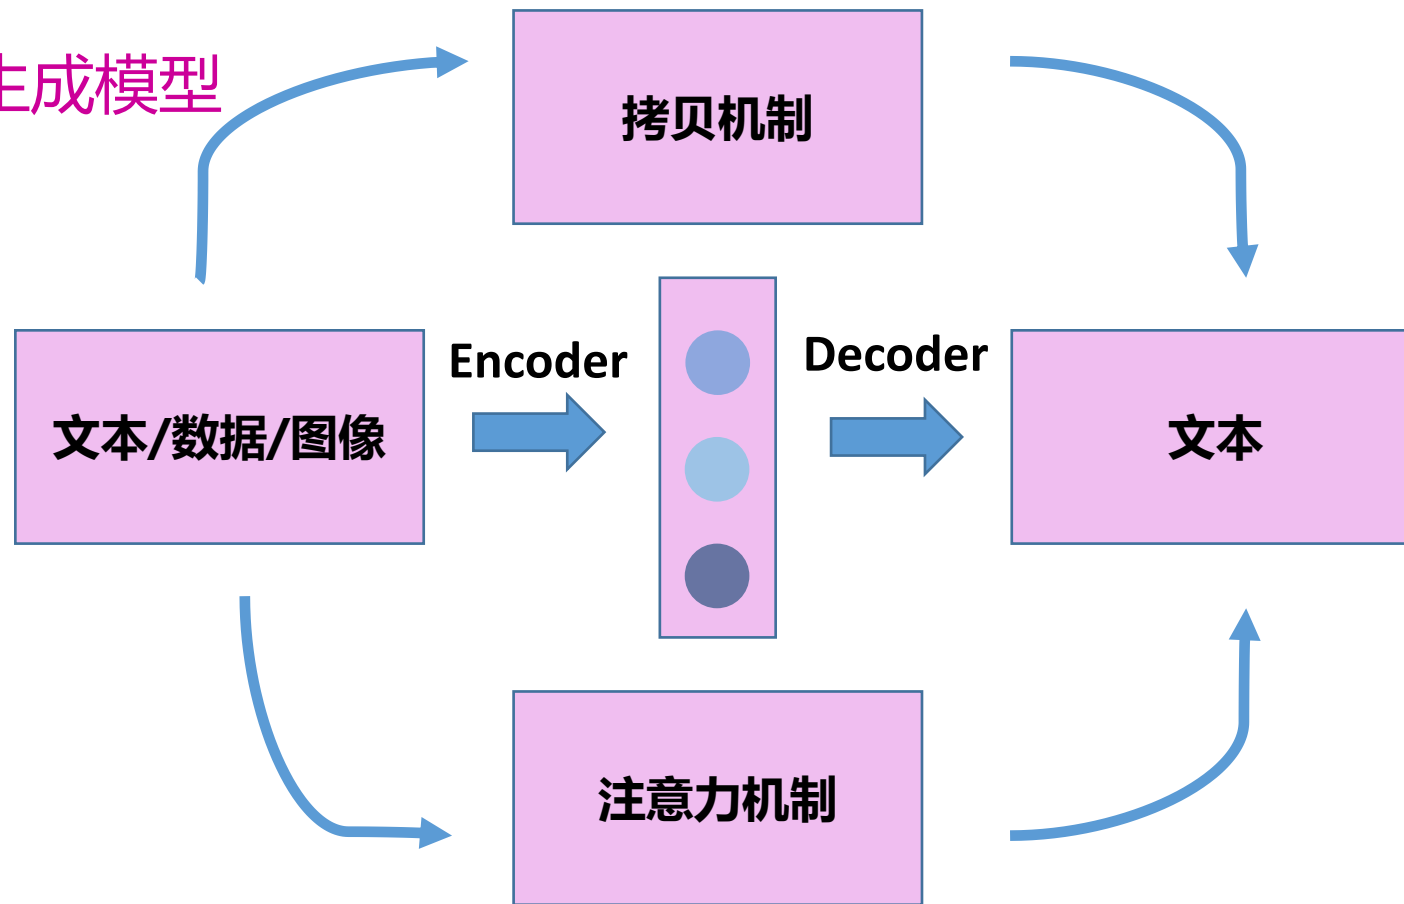 生成模型
拷贝机制
Encoder
Decoder
文本/数据/图像
文本
注意力机制